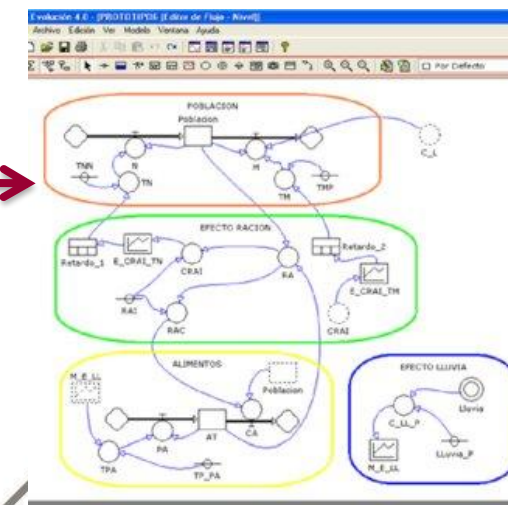 Evolución 4.0 - [PROTOTIPOS [Editor de Flujo - Nivel]]
Archivo Edición Ver Modelo Ventana Ayuda
Por Defecto
POBLACION
Poblacion
N
M
C_L
TNN
TN
TM
TMP
EFECTO RACION
Retardo_1
E_CRAI_TN
CRAI
RA
Retardo_2
E_CRAI_TM
RAI
RAC
CRAI
ALIMENTOS
M_E_LL
Poblacion
PA
AT
CA
TPA
TP_PA
EFECTO LLUVIA
Lluvia
C_LL_P
LLuvia_P
M_E_LL